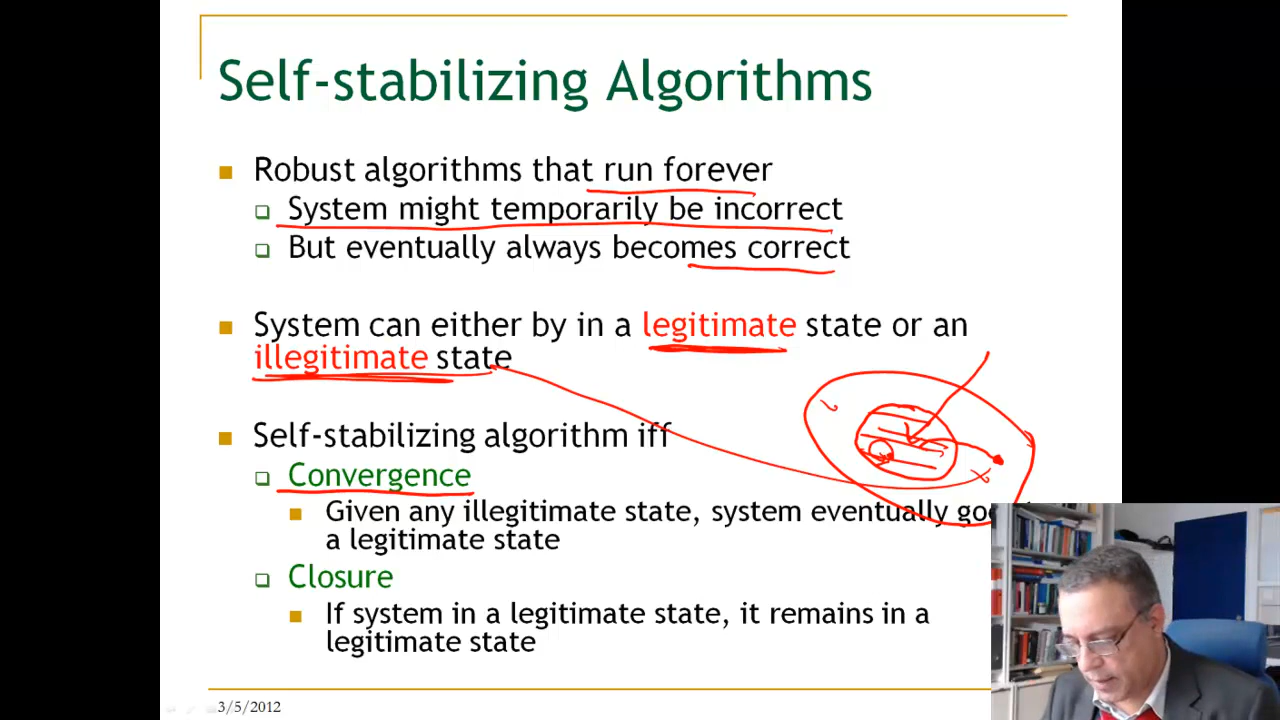 Self-stabilizing Algorithms
Robust algorithms that run forever
System might temporarily be incorrect
But eventually always becomes correct
System can either by in a legitimate state or an
illegitimate state
Self-stabilizing algorithm iff
Convergence
Given any illegitimate state, system eventually
a legitimate state
Closure
If system in a legitimate state, it remains in a
legitimate state
3/5/2012